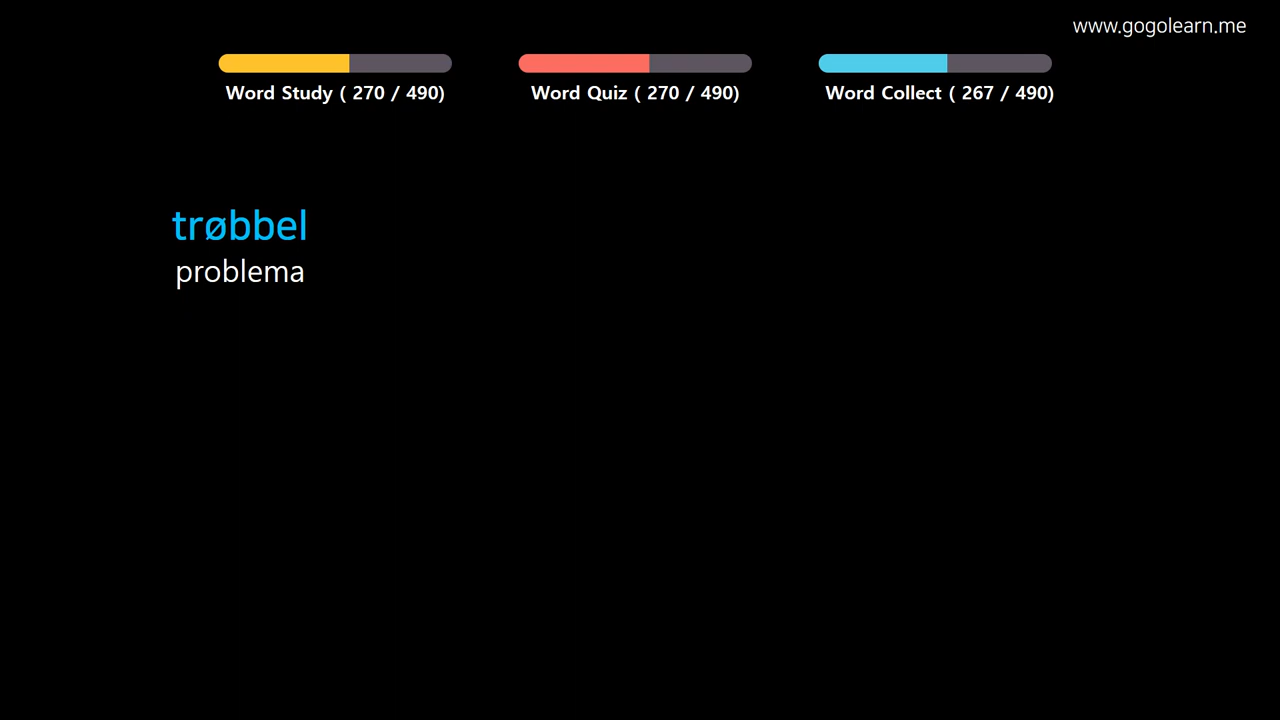 www.gogolearn.me
Word Study ( 270 / 490)
Word Quiz ( 270 / 490)
Word Collect ( 267 / 490)
trøbbel
problema